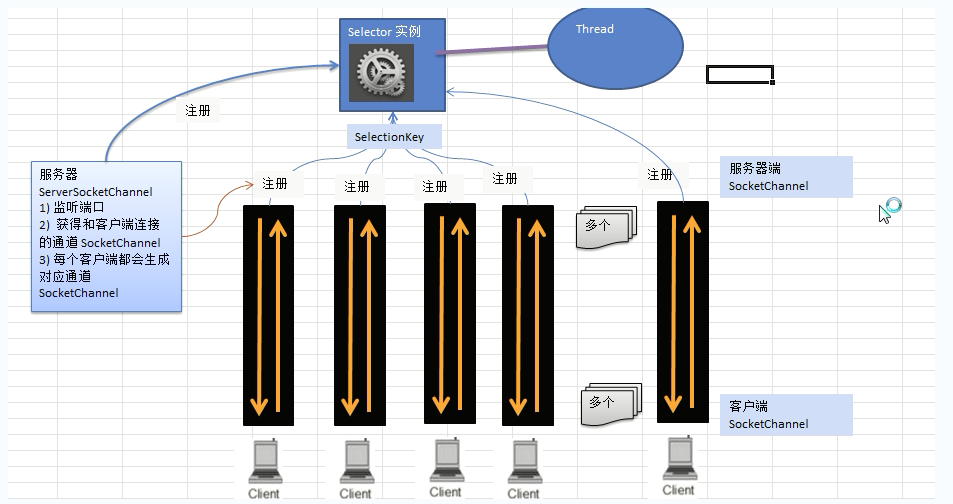 Selector 实例
Thread
注册
SelectionKey
服务器
ServerSocketChannel
1) 监听端口
2) 获得和客户端连接
的通道 SocketChannel
3) 每个客户端都会生成
对应通道
SocketChannel
注册
注册
注册
注册
注册
服务器端
SocketChannel
多个
多个
客户端
SocketChannel
Client
Client
Client
Client
Client